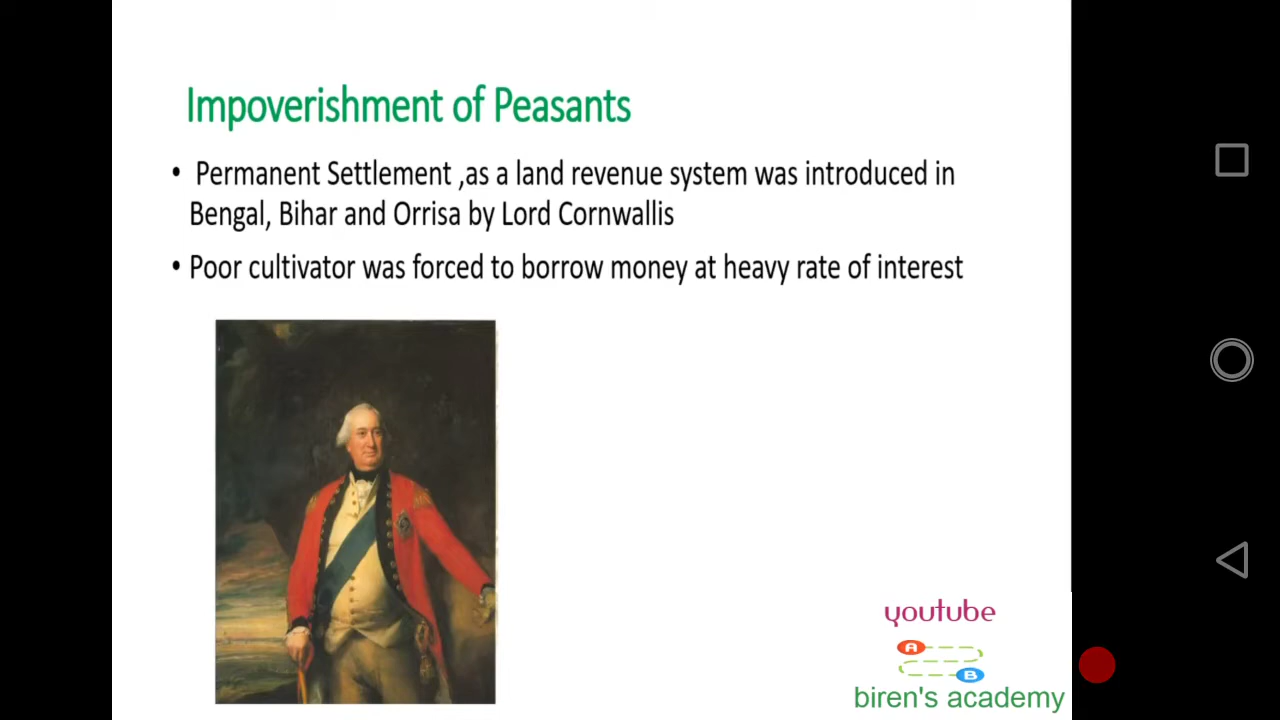 Impoverishment of Peasants
• Permanent Settlement ,as a land revenue system was introduced in
Bengal, Bihar and Orrisa by Lord Cornwallis
• Poor cultivator was forced to borrow money at heavy rate of interest
youtube
A
B
biren's academy